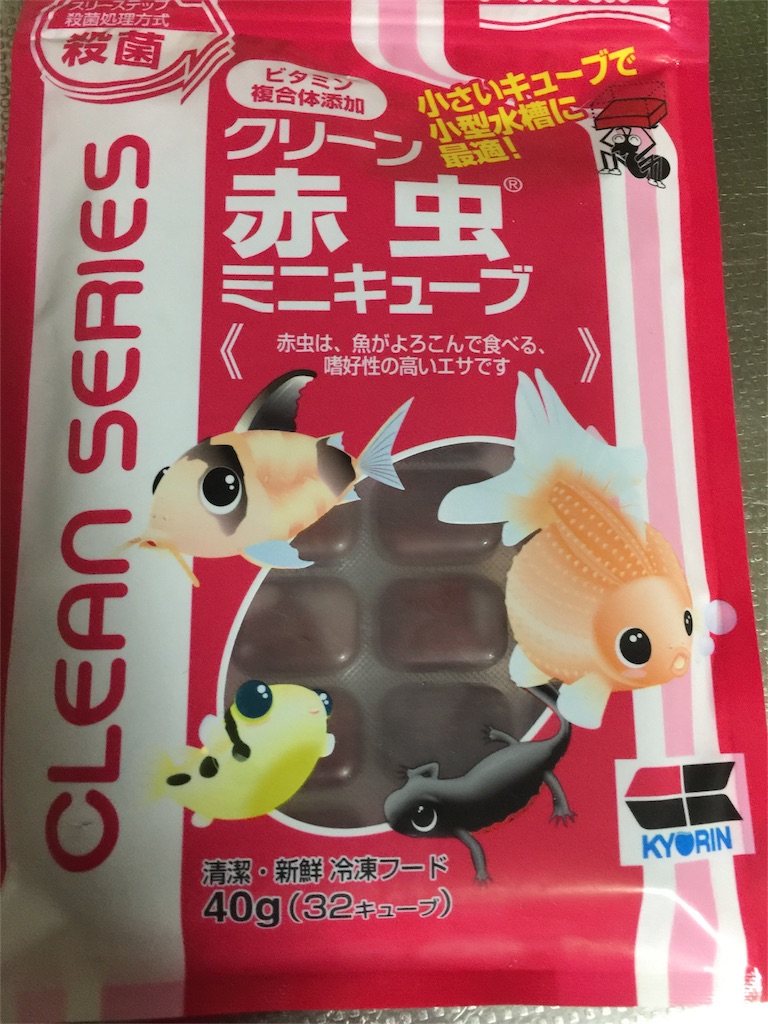 スリーステップ
殺菌処理方式
殺菌
ビタミン
複合体添加
小さいキューブで
小型水槽に
最適!
クリーン
赤虫®
ミニキューブ
《 赤虫は、魚がよろこんで食べる、
嗜好性の高いエサです 》
CLEAN SERIES
KYORIN
清潔・新鮮 冷凍フード
40g(32キューブ)